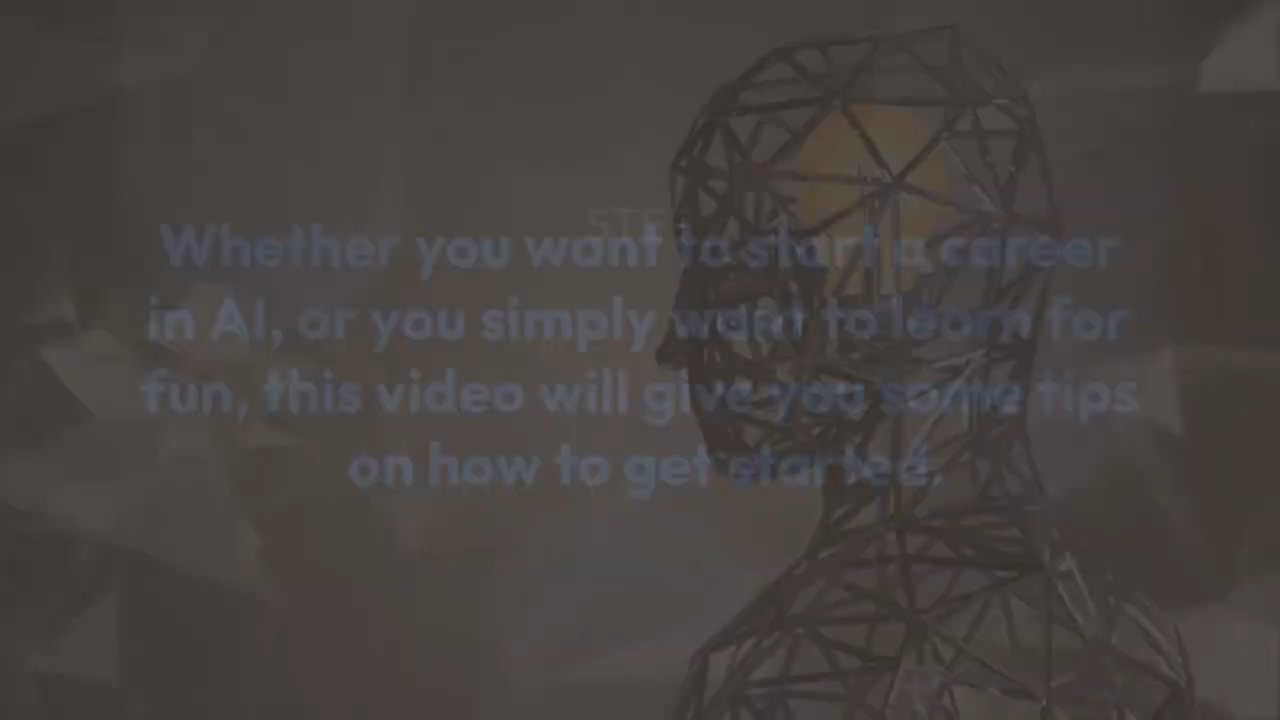 Whether you want to start a career
in AI, or you simply want to learn for
fun, this video will give you some tips
on how to get started.